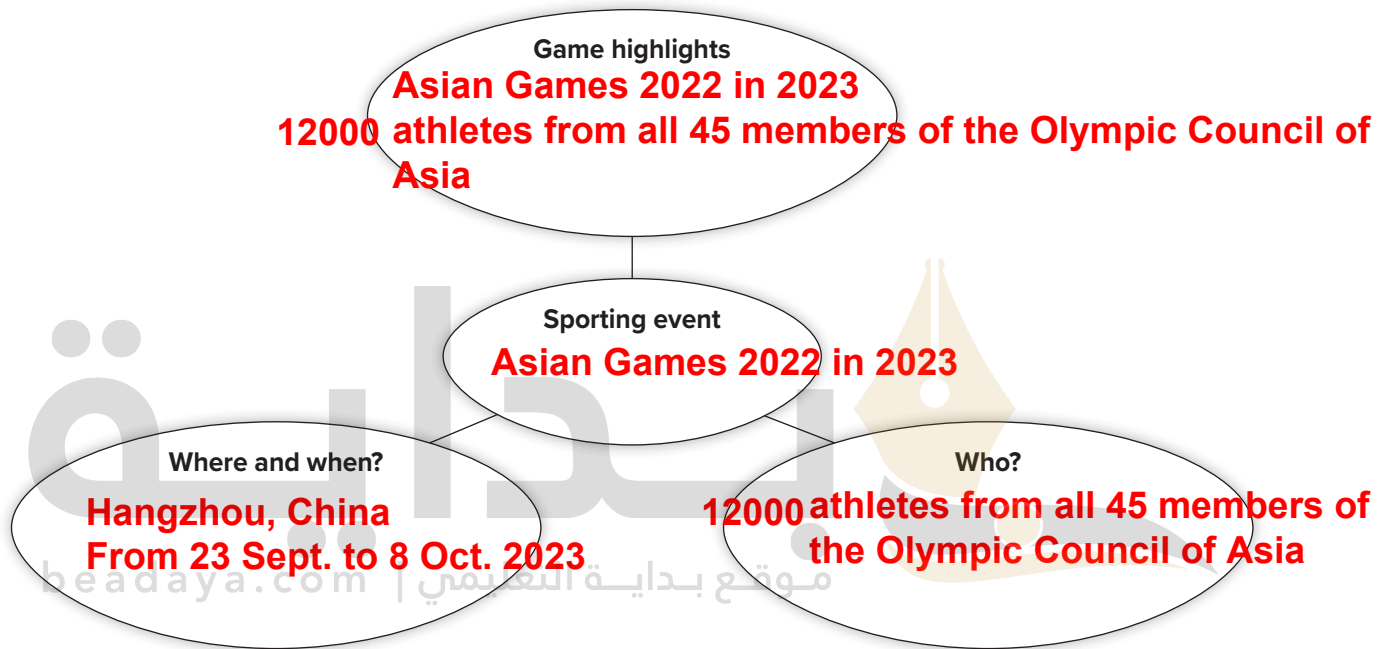 Game highlights
Asian Games 2022 in 2023
12000 athletes from all 45 members of the Olympic Council of
Asia
Sporting event
Asian Games 2022 in 2023
Where and when?
Hangzhou, China
From 23 Sept. to 8 Oct. 2023
Who?
12000 athletes from all 45 members of
the Olympic Council of Asia
بداية
beadaya.com | موقع بداية التعليمي